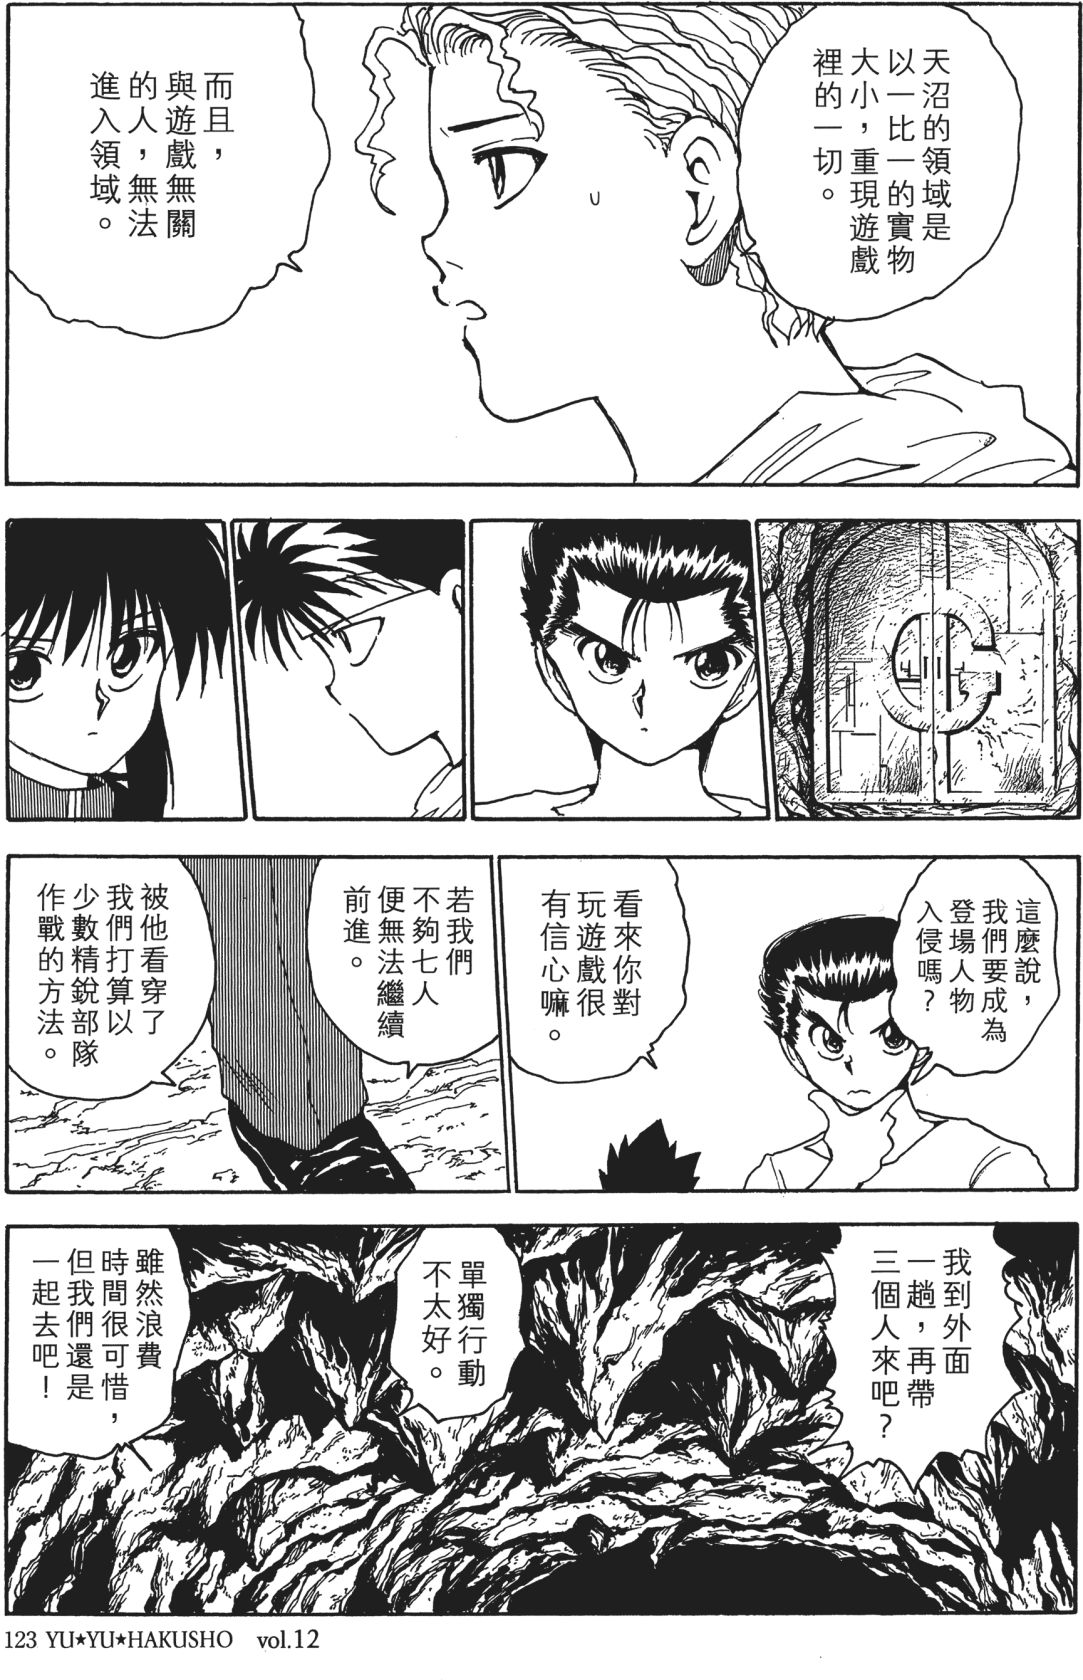 天沼的領域是
以一比一的實物
大小，重現遊戲
裡的一切。
而且，
與遊戲無關
的人，無法
進入領域。
這麼說，
我們要成為
登場人物
入侵嗎？
看來你對
玩遊戲很
有信心嘛。
若我們
不夠七人
便無法繼續
前進。
被他看穿了
我們打算以
少數精銳部隊
作戰的方法。
我到外面
一趟，再帶
三個人來吧？
單獨行動
不太好。
雖然浪費
時間很可惜，
但我們還是
一起去吧！
123 YU★YU★HAKUSHO vol.12